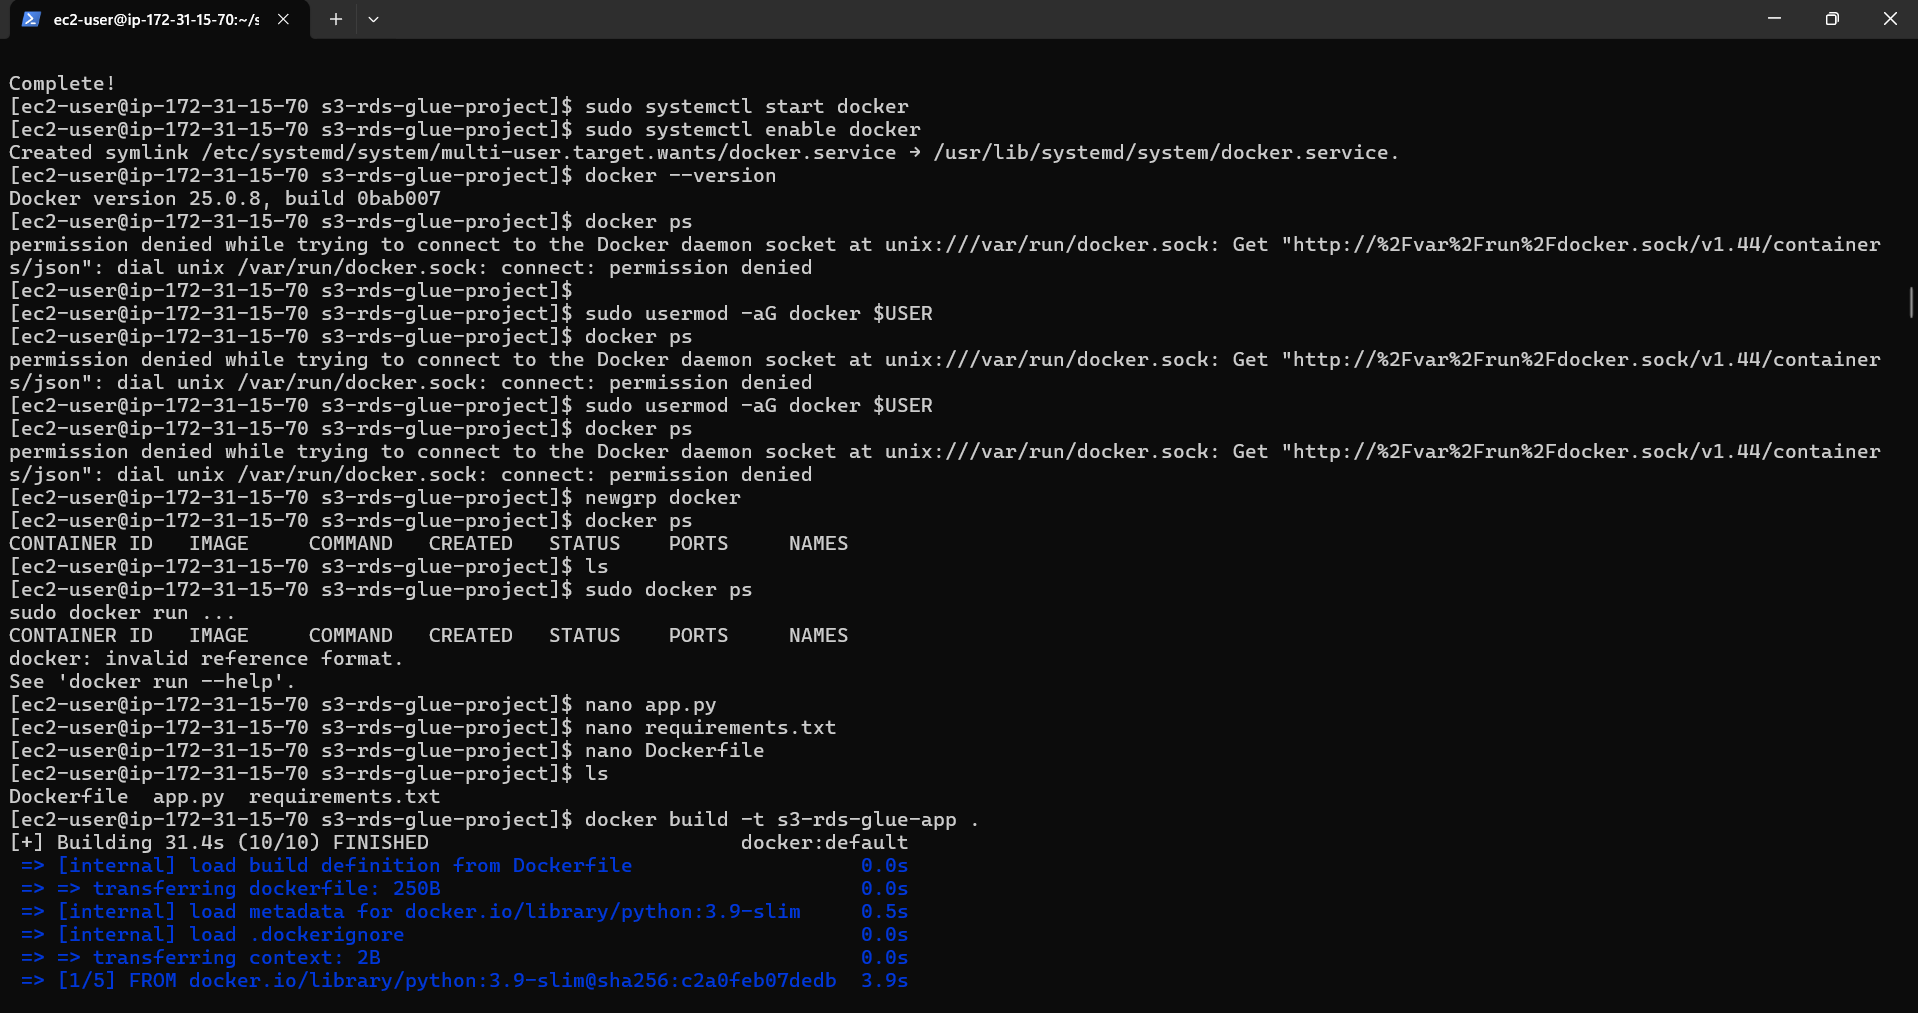 ec2-user@ip-172-31-15-70:~/s
Complete!
[ec2-user@ip-172-31-15-70 s3-rds-glue-project]$ sudo systemctl start docker
[ec2-user@ip-172-31-15-70 s3-rds-glue-project]$ sudo systemctl enable docker
Created symlink /etc/systemd/system/multi-user.target.wants/docker.service → /usr/lib/systemd/system/docker.service.
[ec2-user@ip-172-31-15-70 s3-rds-glue-project]$ docker --version
Docker version 25.0.8, build 0bab007
[ec2-user@ip-172-31-15-70 s3-rds-glue-project]$ docker ps
permission denied while trying to connect to the Docker daemon socket at unix:///var/run/docker.sock: Get "http://%2Fvar%2Frun%2Fdocker.sock/v1.44/container
s/json": dial unix /var/run/docker.sock: connect: permission denied
[ec2-user@ip-172-31-15-70 s3-rds-glue-project]$
[ec2-user@ip-172-31-15-70 s3-rds-glue-project]$ sudo usermod -aG docker $USER
[ec2-user@ip-172-31-15-70 s3-rds-glue-project]$ docker ps
permission denied while trying to connect to the Docker daemon socket at unix:///var/run/docker.sock: Get "http://%2Fvar%2Frun%2Fdocker.sock/v1.44/container
s/json": dial unix /var/run/docker.sock: connect: permission denied
[ec2-user@ip-172-31-15-70 s3-rds-glue-project]$ sudo usermod -aG docker $USER
[ec2-user@ip-172-31-15-70 s3-rds-glue-project]$ docker ps
permission denied while trying to connect to the Docker daemon socket at unix:///var/run/docker.sock: Get "http://%2Fvar%2Frun%2Fdocker.sock/v1.44/container
s/json": dial unix /var/run/docker.sock: connect: permission denied
[ec2-user@ip-172-31-15-70 s3-rds-glue-project]$ newgrp docker
[ec2-user@ip-172-31-15-70 s3-rds-glue-project]$ docker ps
CONTAINER ID   IMAGE     COMMAND   CREATED   STATUS    PORTS     NAMES
[ec2-user@ip-172-31-15-70 s3-rds-glue-project]$ ls
[ec2-user@ip-172-31-15-70 s3-rds-glue-project]$ sudo docker ps
sudo docker run ...
CONTAINER ID   IMAGE     COMMAND   CREATED   STATUS    PORTS     NAMES
docker: invalid reference format.
See 'docker run --help'.
[ec2-user@ip-172-31-15-70 s3-rds-glue-project]$ nano app.py
[ec2-user@ip-172-31-15-70 s3-rds-glue-project]$ nano requirements.txt
[ec2-user@ip-172-31-15-70 s3-rds-glue-project]$ nano Dockerfile
[ec2-user@ip-172-31-15-70 s3-rds-glue-project]$ ls
Dockerfile  app.py  requirements.txt
[ec2-user@ip-172-31-15-70 s3-rds-glue-project]$ docker build -t s3-rds-glue-app .
[+] Building 31.4s (10/10) FINISHED                          docker:default
 => [internal] load build definition from Dockerfile                   0.0s
 => => transferring dockerfile: 250B                                   0.0s
 => [internal] load metadata for docker.io/library/python:3.9-slim     0.5s
 => [internal] load .dockerignore                                      0.0s
 => => transferring context: 2B                                        0.0s
 => [1/5] FROM docker.io/library/python:3.9-slim@sha256:c2a0feb07dedb  3.9s